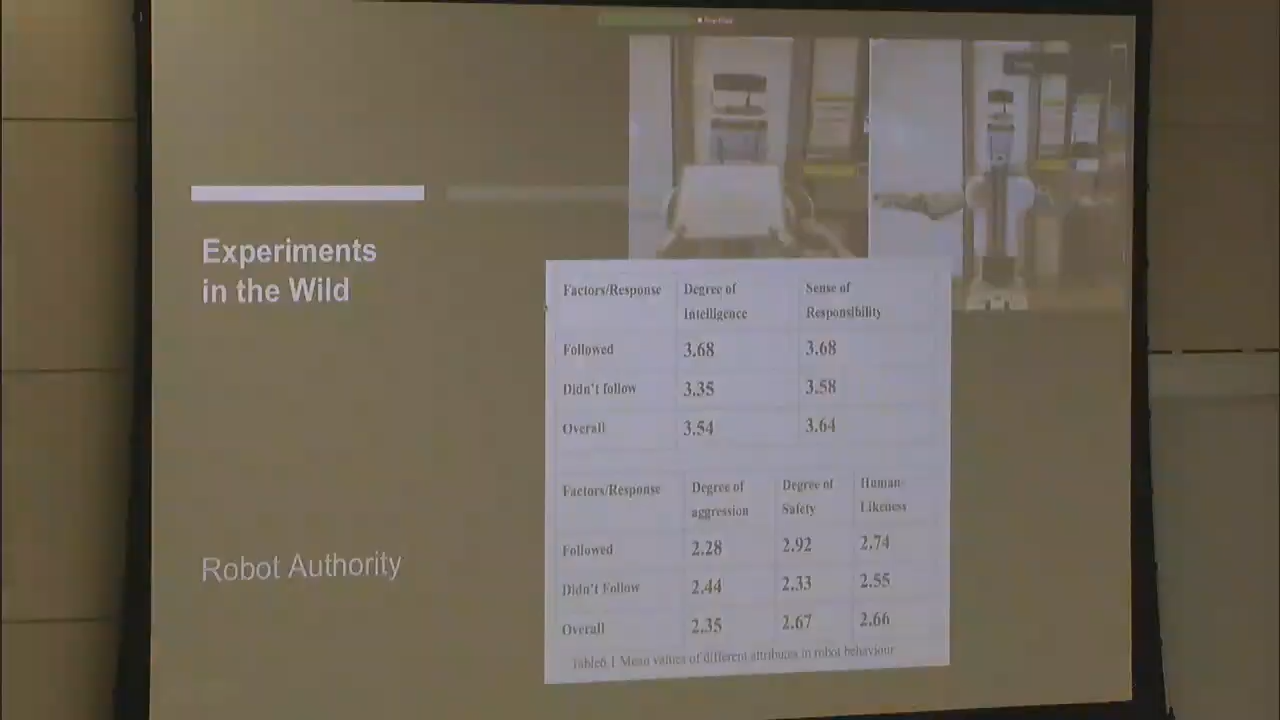 Experiments
in the Wild
Robot Authority
Factors/Response Degree of Intelligence Sense of Responsibility
Followed 3.68 3.68
Didn't follow 3.35 3.58
Overall 3.54 3.64
Factors/Response Degree of aggression Degree of Safety Human-Likeness
Followed 2.28 2.92 2.74
Didn't Follow 2.44 2.33 2.55
Overall 2.35 2.67 2.66
Table6.1 Mean values of different attributes in robot behaviour